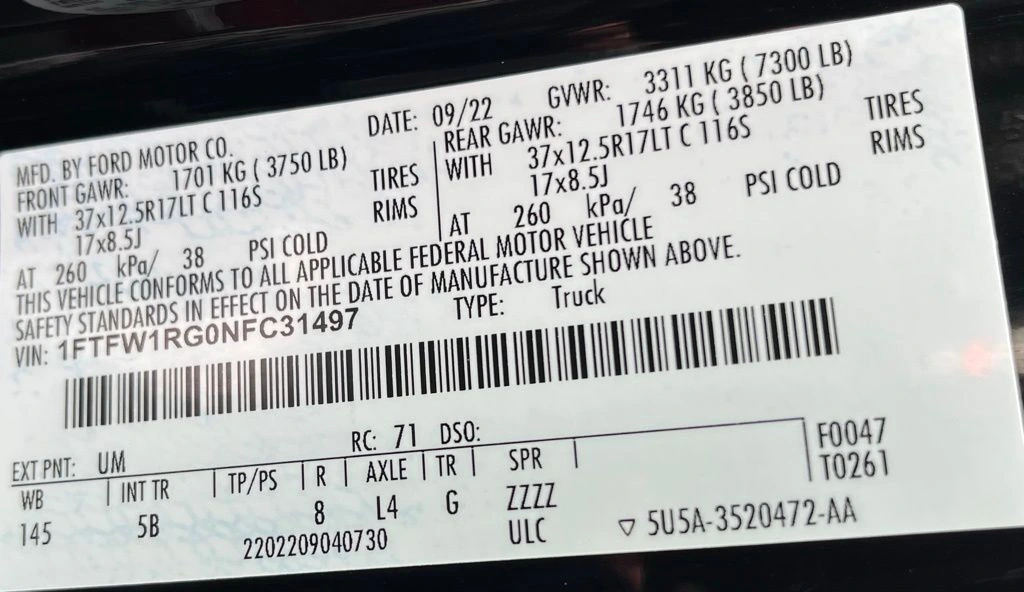 MFD. BY FORD MOTOR CO.
DATE: 09/22
GVWR: 3311 KG ( 7300 LB)
FRONT GAWR: 1701 KG ( 3750 LB)
WITH 37x12.5R17LT C 116S TIRES
17x8.5J RIMS
AT 260 kPa/ 38 PSI COLD
REAR GAWR: 1746 KG ( 3850 LB)
WITH 37x12.5R17LT C 116S TIRES
17x8.5J RIMS
AT 260 kPa/ 38 PSI COLD
THIS VEHICLE CONFORMS TO ALL APPLICABLE FEDERAL MOTOR VEHICLE
SAFETY STANDARDS IN EFFECT ON THE DATE OF MANUFACTURE SHOWN ABOVE.
VIN: 1FTFW1RG0NFC31497
TYPE: Truck
EXT PNT: UM RC: 71 DSO:
WB INT TR TP/PS R AXLE TR SPR
145 5B 8 L4 G ZZZZ
F0047
T0261
2202209040730 ULC ▽ 5U5A-3520472-AA